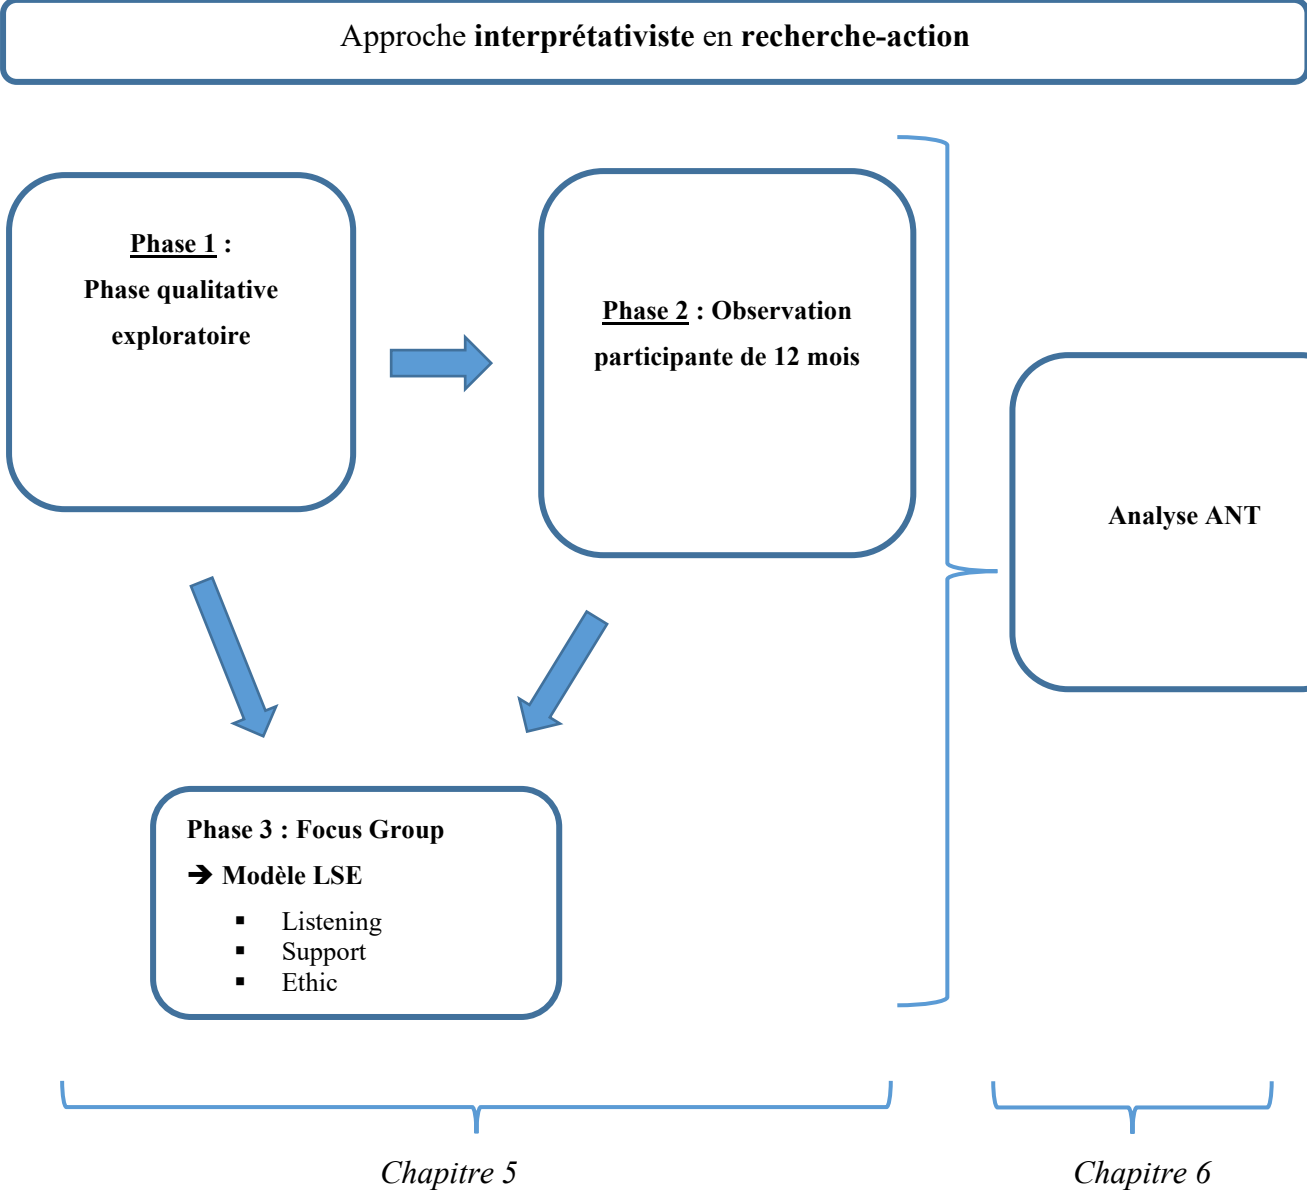 Approche interprétativiste en recherche-action
Phase 1 :
Phase qualitative
exploratoire
Phase 2 : Observation
participante de 12 mois
Analyse ANT
Phase 3 : Focus Group
➔ Modèle LSE
▪ Listening
▪ Support
▪ Ethic
Chapitre 5
Chapitre 6